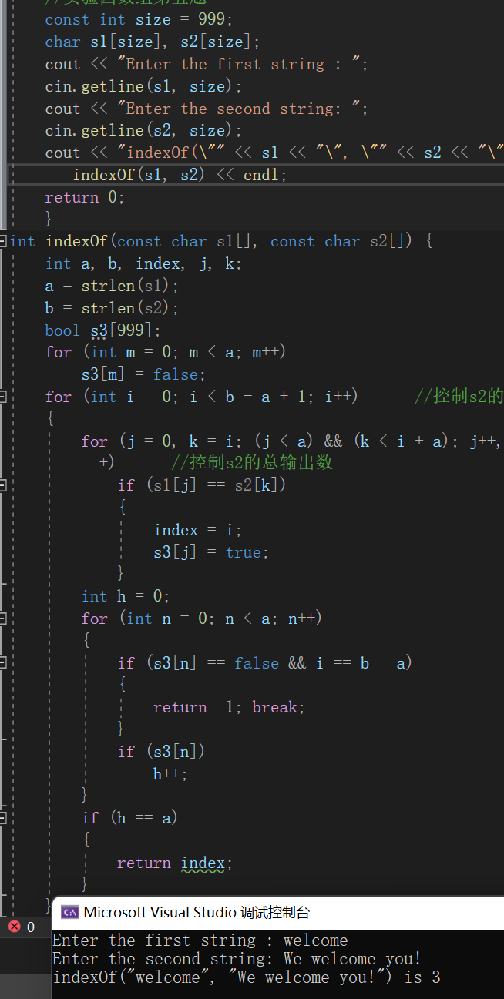 const int size = 999;
char s1[size], s2[size];
cout << "Enter the first string : ";
cin.getline(s1, size);
cout << "Enter the second string: ";
cin.getline(s2, size);
cout << "indexOf(\"" << s1 << "\", \"" << s2 << "\"
indexOf(s1, s2) << endl;
return 0;
}
int indexOf(const char s1[], const char s2[]) {
int a, b, index, j, k;
a = strlen(s1);
b = strlen(s2);
bool s3[999];
for (int m = 0; m < a; m++)
s3[m] = false;
for (int i = 0; i < b - a + 1; i++) //控制s2的
{
for (j = 0, k = i; (j < a) && (k < i + a); j++,
+) //控制s2的总输出数
if (s1[j] == s2[k])
{
index = i;
s3[j] = true;
}
int h = 0;
for (int n = 0; n < a; n++)
{
if (s3[n] == false && i == b - a)
{
return -1; break;
}
if (s3[n])
h++;
}
if (h == a)
{
return index;
}
}
0
Microsoft Visual Studio 调试控制台
Enter the first string : welcome
Enter the second string: We welcome you!
indexOf("welcome", "We welcome you!") is 3